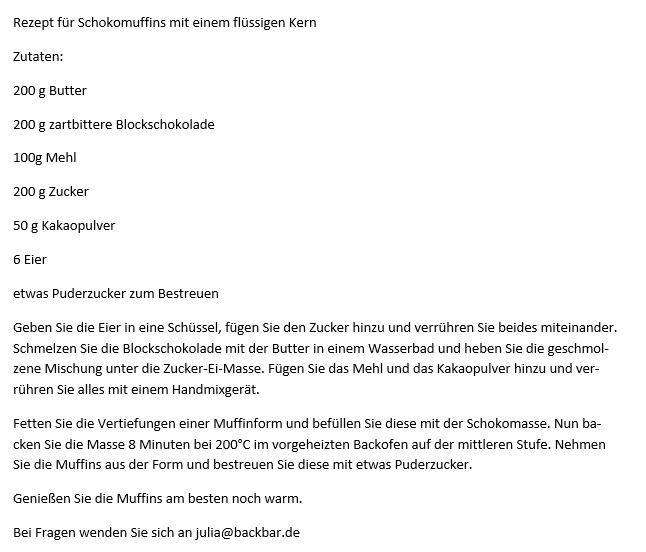 Rezept für Schokomuffins mit einem flüssigen Kern
Zutaten:
200 g Butter
200 g zartbittere Blockschokolade
100g Mehl
200 g Zucker
50 g Kakaopulver
6 Eier
etwas Puderzucker zum Bestreuen
Geben Sie die Eier in eine Schüssel, fügen Sie den Zucker hinzu und verrühren Sie beides miteinander.
Schmelzen Sie die Blockschokolade mit der Butter in einem Wasserbad und heben Sie die geschmol-
zene Mischung unter die Zucker-Ei-Masse. Fügen Sie das Mehl und das Kakaopulver hinzu und ver-
rühren Sie alles mit einem Handmixgerät.
Fetten Sie die Vertiefungen einer Muffinform und befüllen Sie diese mit der Schokomasse. Nun ba-
cken Sie die Masse 8 Minuten bei 200°C im vorgeheizten Backofen auf der mittleren Stufe. Nehmen
Sie die Muffins aus der Form und bestreuen Sie diese mit etwas Puderzucker.
Genießen Sie die Muffins am besten noch warm.
Bei Fragen wenden Sie sich an julia@backbar.de